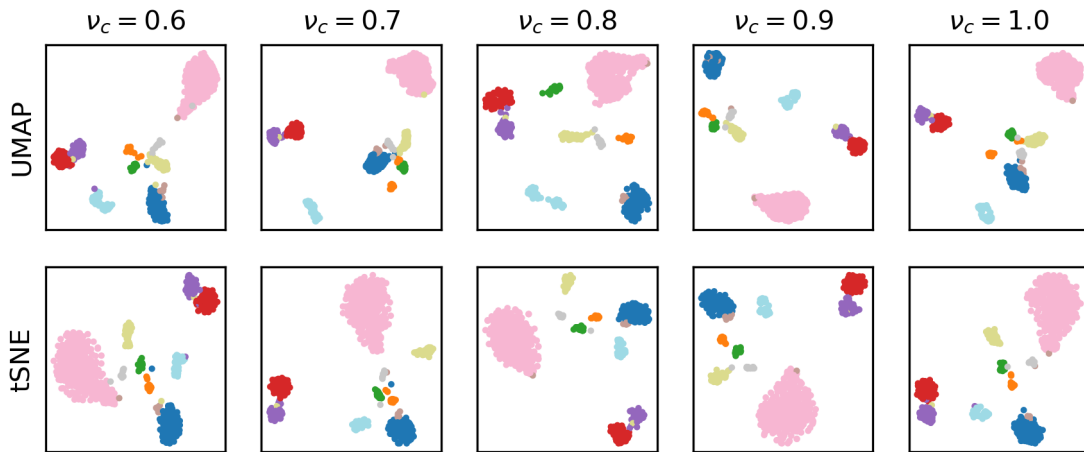 ν_c = 0.6 ν_c = 0.7 ν_c = 0.8 ν_c = 0.9 ν_c = 1.0
UMAP
tSNE